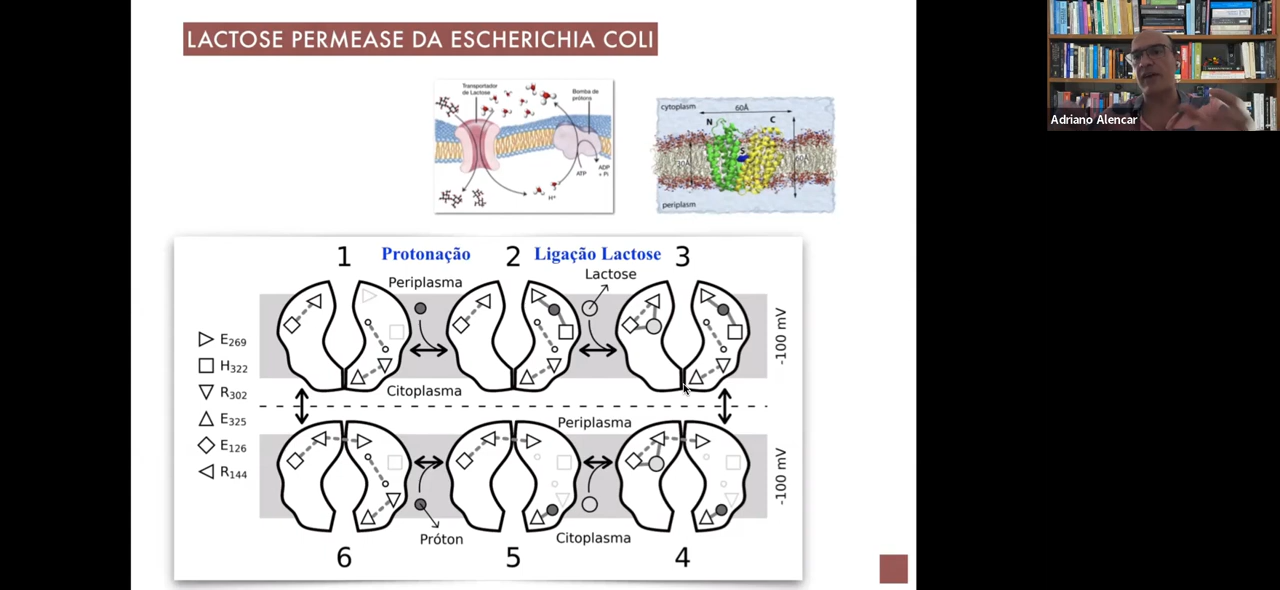 LACTOSE PERMEASE DA ESCHERICHIA COLI
Adriano Alencar
Transportador
de Lactose
Bomba de
prótons
ATP
ADP
+ Pi
H+
cytoplasm
60Å
N
C
S
periplasm
1
Protonação
2
Ligação Lactose
3
Periplasma
Lactose
E269
H322
R302
E325
E126
R144
Citoplasma
-100 mV
Periplasma
-100 mV
Próton
Citoplasma
6
5
4